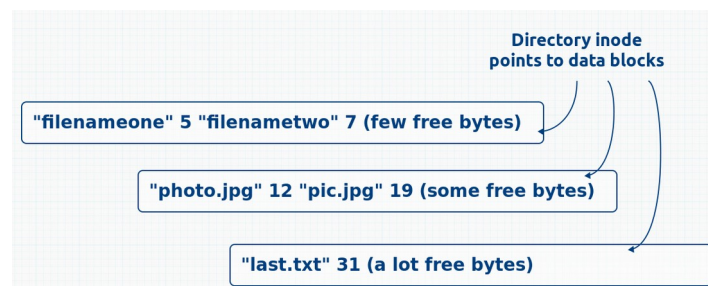 Directory inode
points to data blocks
"filenameone" 5 "filenametwo" 7 (few free bytes)
"photo.jpg" 12 "pic.jpg" 19 (some free bytes)
"last.txt" 31 (a lot free bytes)